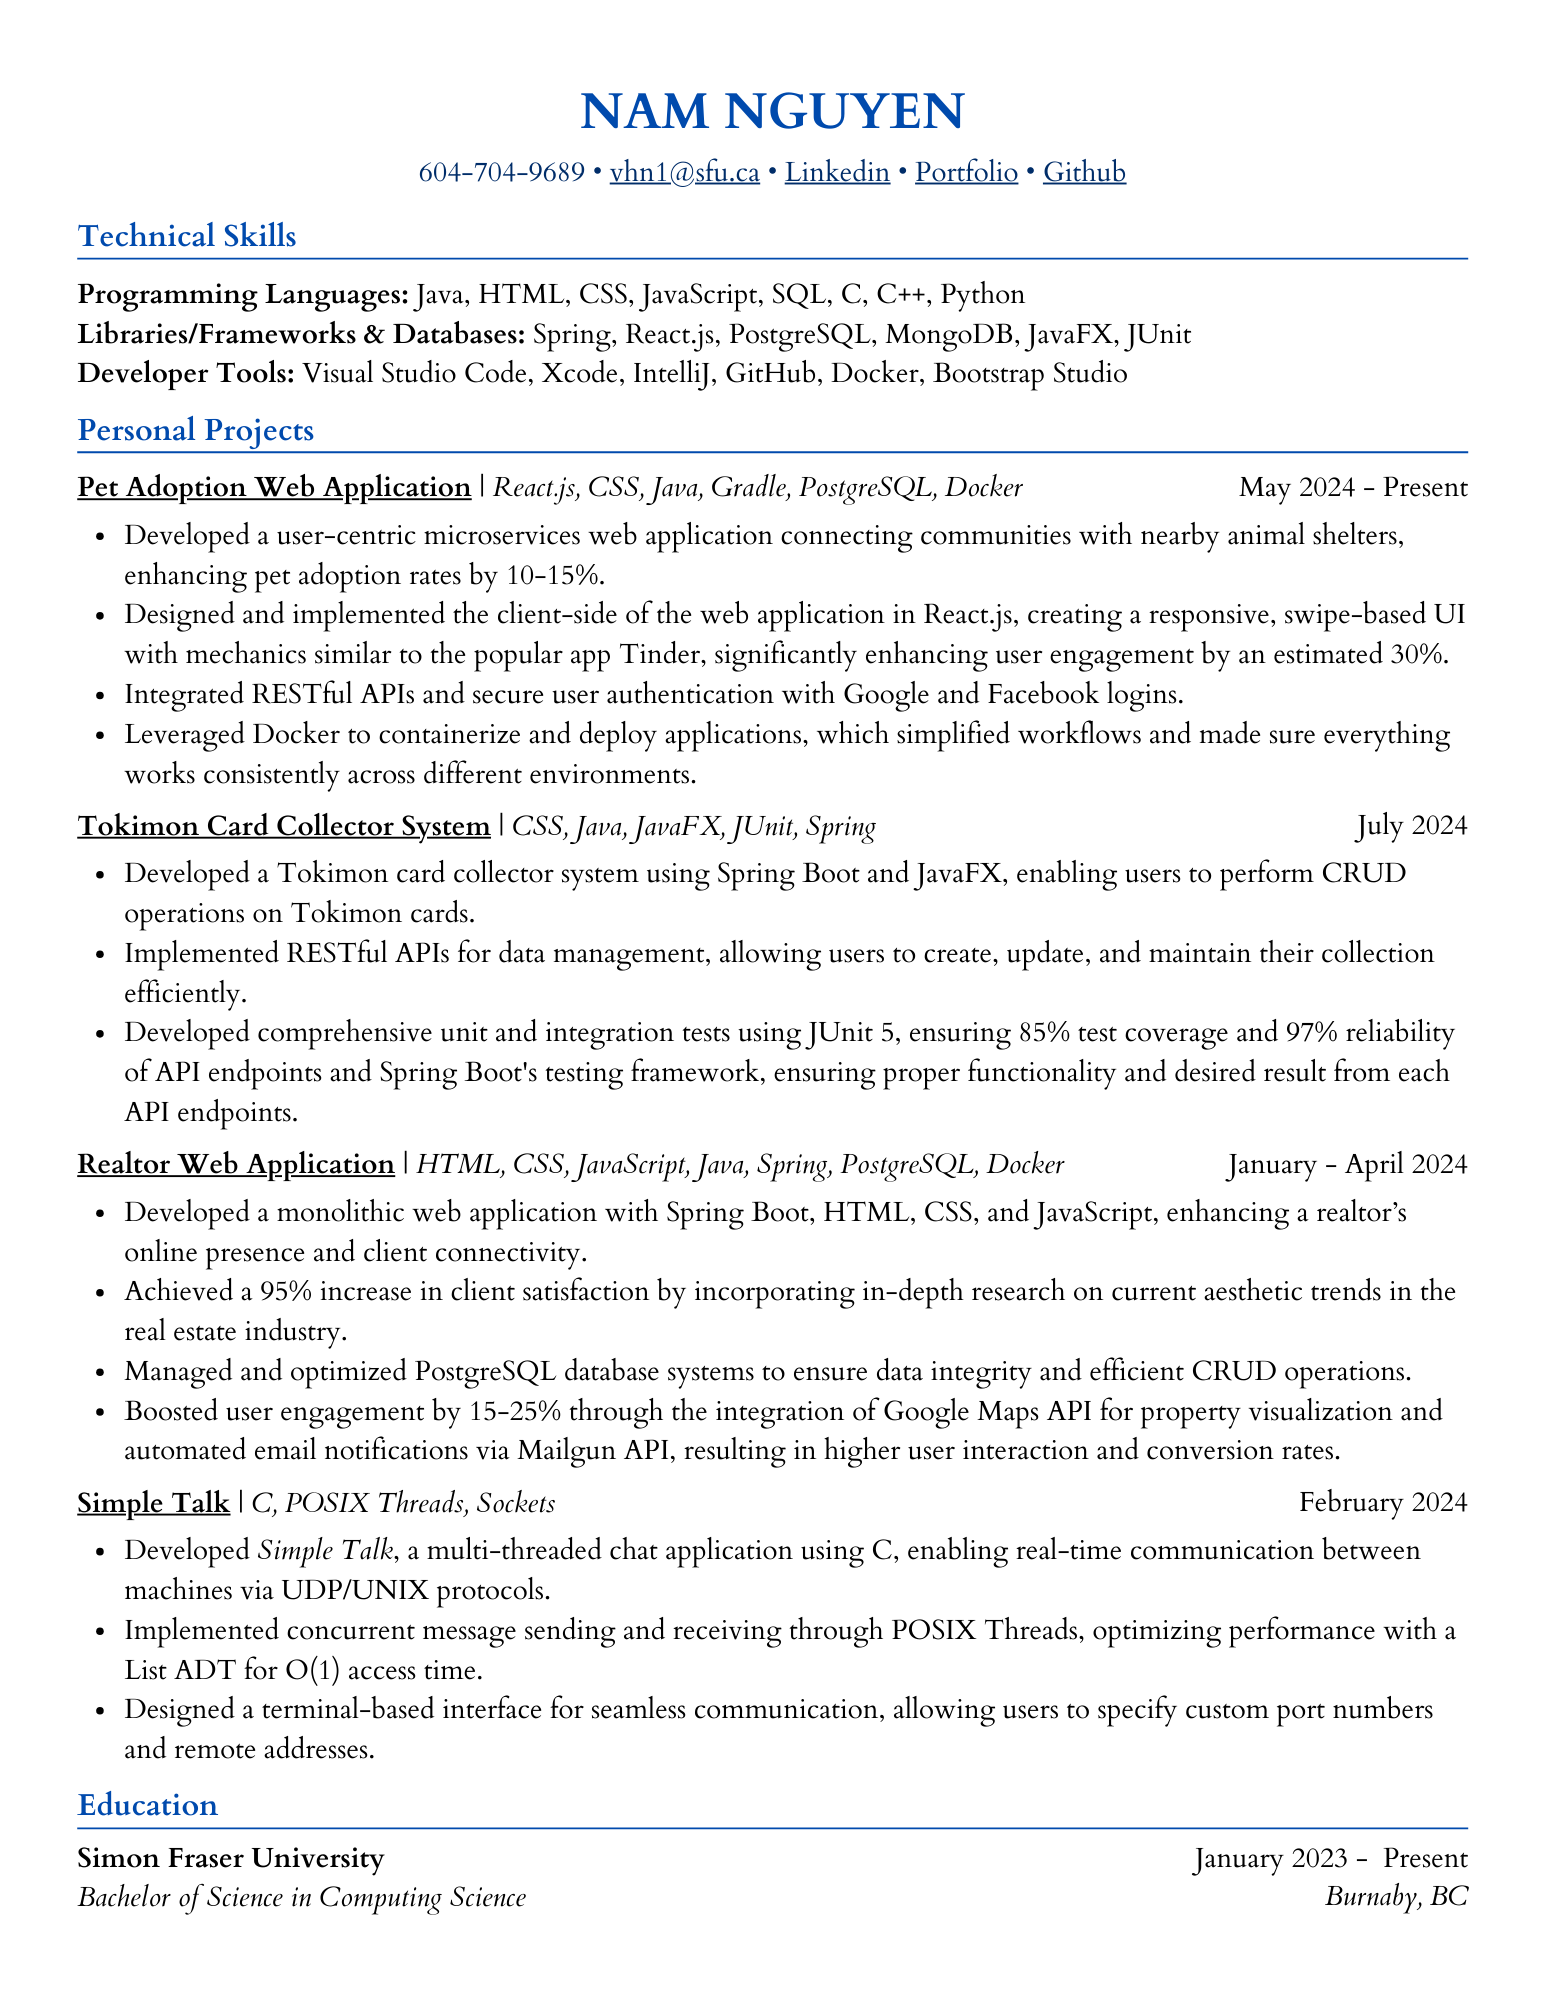 NAM NGUYEN
604-704-9689 • vhn1@sfu.ca • Linkedin • Portfolio • Github
Technical Skills
Programming Languages: Java, HTML, CSS, JavaScript, SQL, C, C++, Python
Libraries/Frameworks & Databases: Spring, React.js, PostgreSQL, MongoDB, JavaFX, JUnit
Developer Tools: Visual Studio Code, Xcode, IntelliJ, GitHub, Docker, Bootstrap Studio
Personal Projects
Pet Adoption Web Application | React.js, CSS, Java, Gradle, PostgreSQL, Docker May 2024 - Present
• Developed a user-centric microservices web application connecting communities with nearby animal shelters,
enhancing pet adoption rates by 10-15%.
• Designed and implemented the client-side of the web application in React.js, creating a responsive, swipe-based UI
with mechanics similar to the popular app Tinder, significantly enhancing user engagement by an estimated 30%.
• Integrated RESTful APIs and secure user authentication with Google and Facebook logins.
• Leveraged Docker to containerize and deploy applications, which simplified workflows and made sure everything
works consistently across different environments.
Tokimon Card Collector System | CSS, Java, JavaFX, JUnit, Spring July 2024
• Developed a Tokimon card collector system using Spring Boot and JavaFX, enabling users to perform CRUD
operations on Tokimon cards.
• Implemented RESTful APIs for data management, allowing users to create, update, and maintain their collection
efficiently.
• Developed comprehensive unit and integration tests using JUnit 5, ensuring 85% test coverage and 97% reliability
of API endpoints and Spring Boot's testing framework, ensuring proper functionality and desired result from each
API endpoints.
Realtor Web Application | HTML, CSS, JavaScript, Java, Spring, PostgreSQL, Docker January - April 2024
• Developed a monolithic web application with Spring Boot, HTML, CSS, and JavaScript, enhancing a realtor’s
online presence and client connectivity.
• Achieved a 95% increase in client satisfaction by incorporating in-depth research on current aesthetic trends in the
real estate industry.
• Managed and optimized PostgreSQL database systems to ensure data integrity and efficient CRUD operations.
• Boosted user engagement by 15-25% through the integration of Google Maps API for property visualization and
automated email notifications via Mailgun API, resulting in higher user interaction and conversion rates.
Simple Talk | C, POSIX Threads, Sockets February 2024
• Developed Simple Talk, a multi-threaded chat application using C, enabling real-time communication between
machines via UDP/UNIX protocols.
• Implemented concurrent message sending and receiving through POSIX Threads, optimizing performance with a
List ADT for O(1) access time.
• Designed a terminal-based interface for seamless communication, allowing users to specify custom port numbers
and remote addresses.
Education
Simon Fraser University January 2023 - Present
Bachelor of Science in Computing Science Burnaby, BC